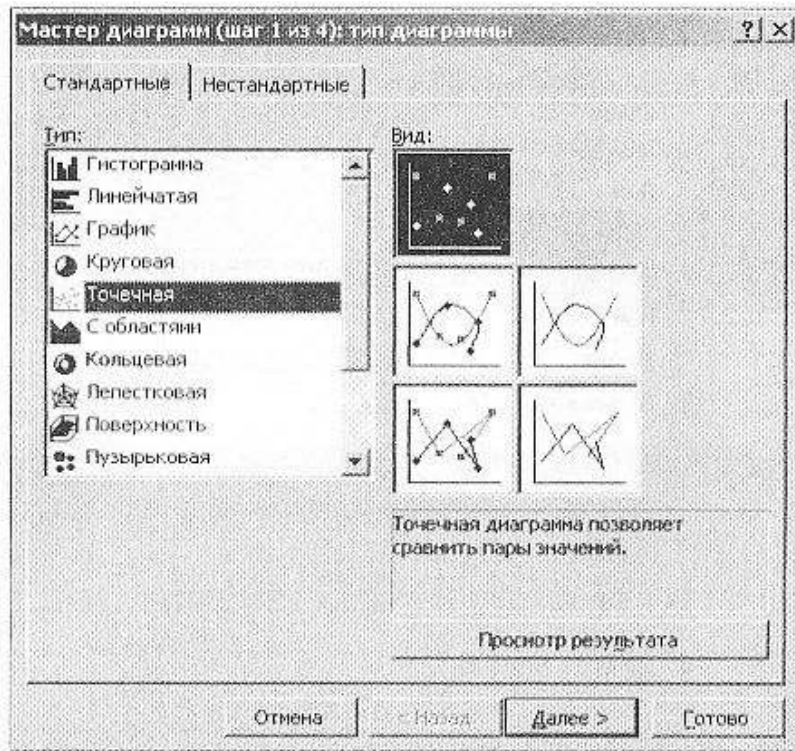 Мастер диаграмм (шаг 1 из 4): тип диаграммы
Стандартные
Нестандартные
Тип:
Гистограмма
Линейчатая
График
Круговая
Точечная
С областями
Кольцевая
Лепестковая
Поверхность
Пузырьковая
Вид:
Точечная диаграмма позволяет
сравнить пары значений.
Просмотр результата
Отмена
< Назад
Далее >
Готово